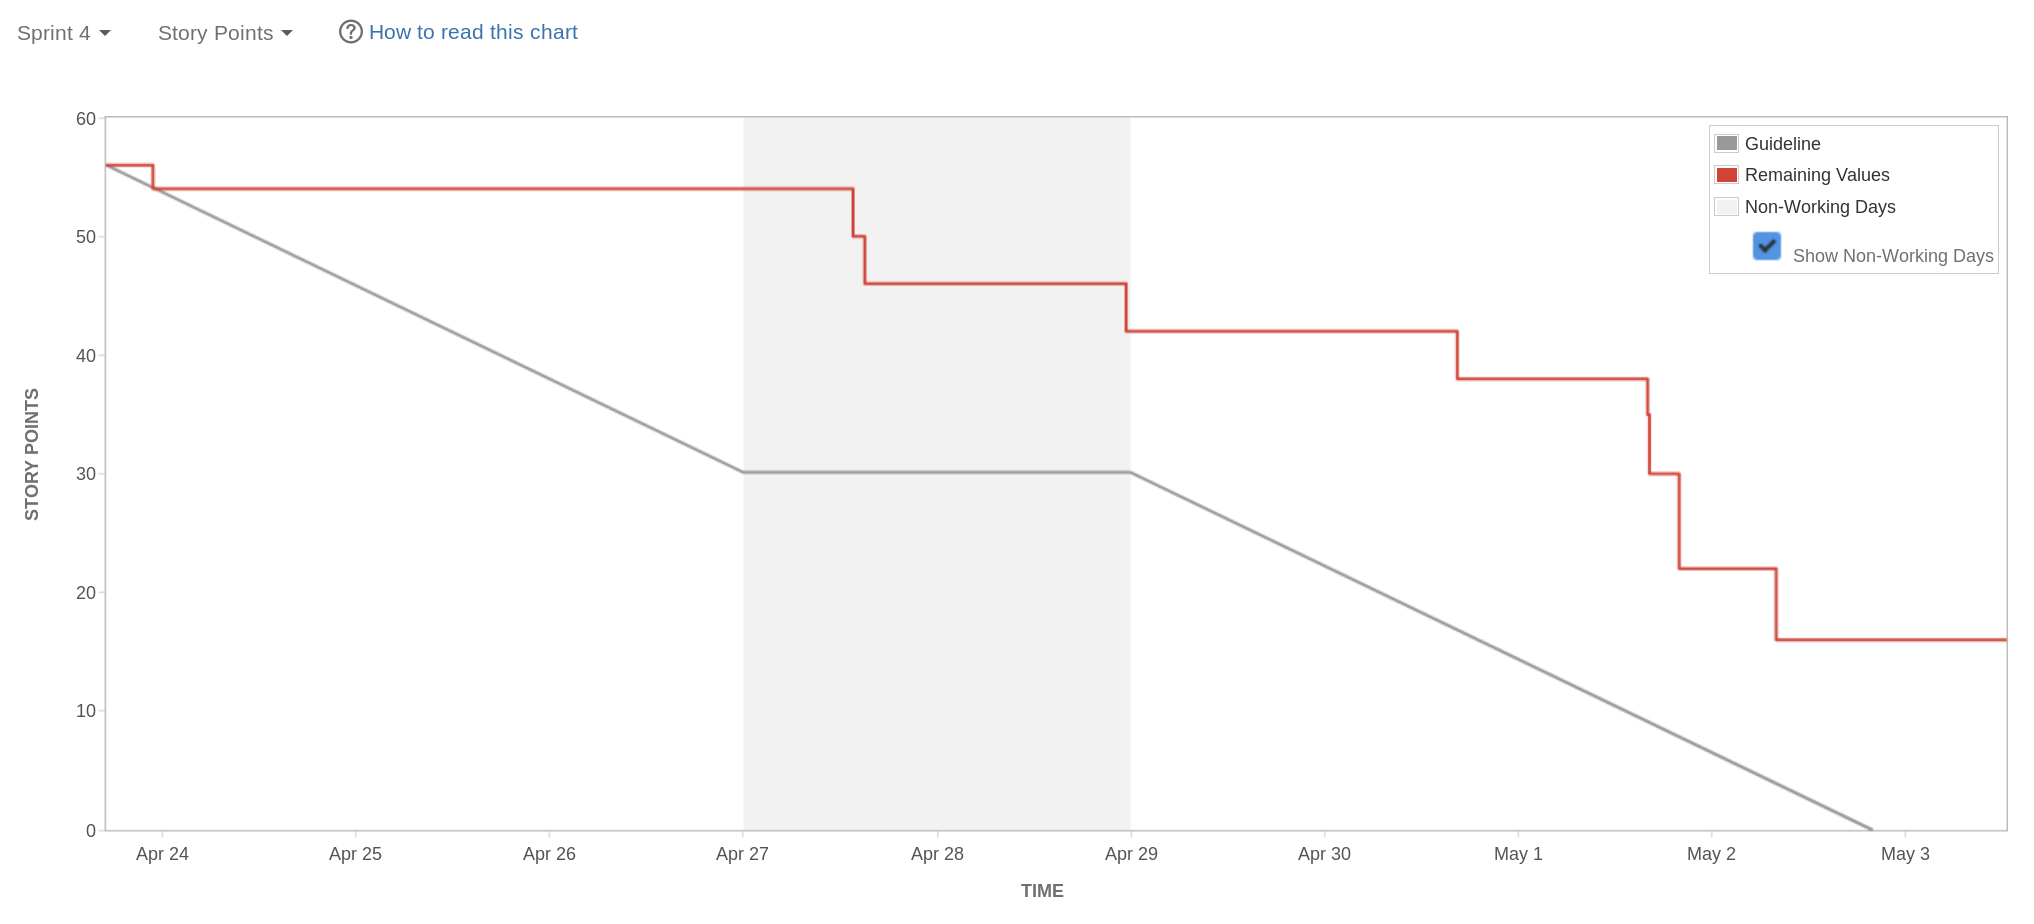 Sprint 4 Story Points How to read this chart
60
50
40
30
20
10
0
STORY POINTS
Guideline
Remaining Values
Non-Working Days
Show Non-Working Days
Apr 24 Apr 25 Apr 26 Apr 27 Apr 28 Apr 29 Apr 30 May 1 May 2 May 3
TIME